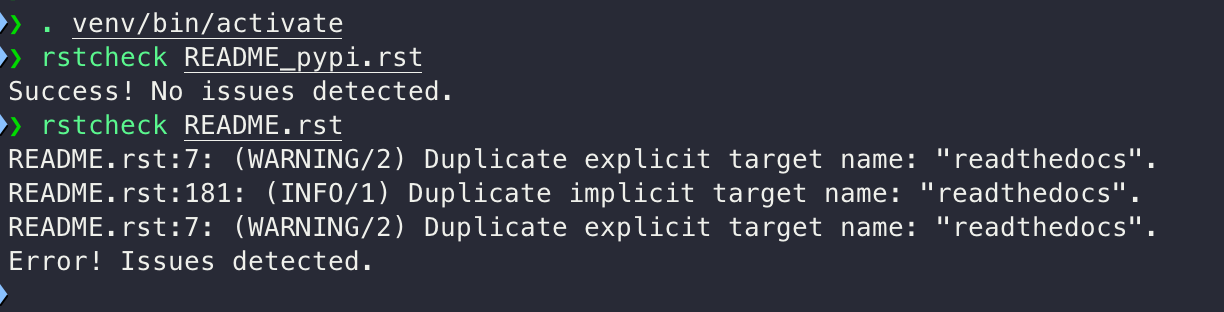 ❯ . venv/bin/activate
❯ rstcheck README_pypi.rst
Success! No issues detected.
❯ rstcheck README.rst
README.rst:7: (WARNING/2) Duplicate explicit target name: "readthedocs".
README.rst:181: (INFO/1) Duplicate implicit target name: "readthedocs".
README.rst:7: (WARNING/2) Duplicate explicit target name: "readthedocs".
Error! Issues detected.